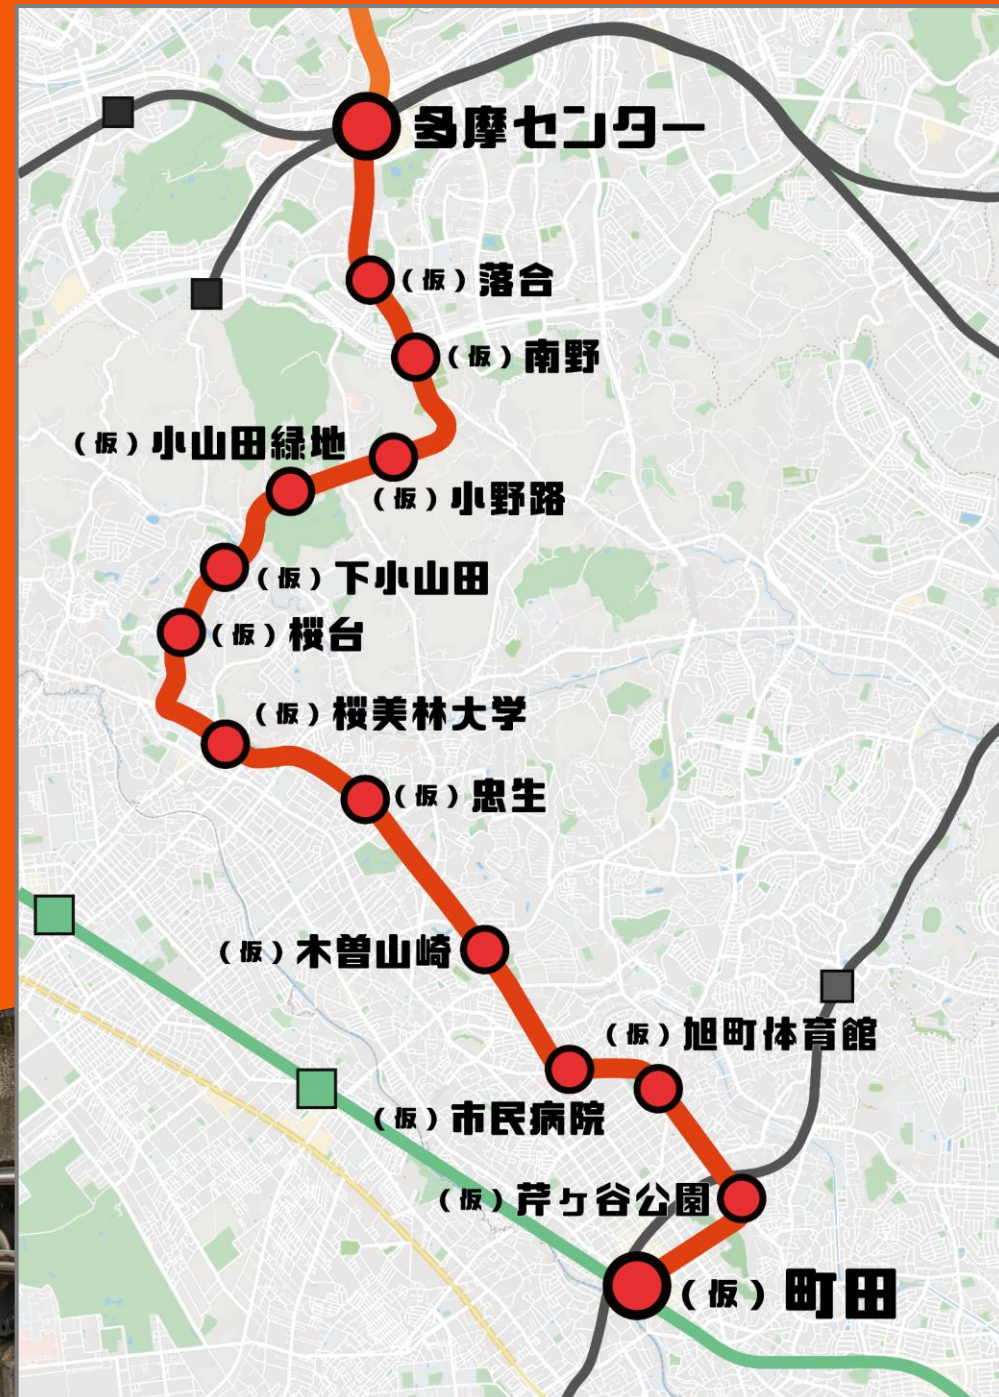 多摩センター
（仮）落合
（仮）南野
（仮）小山田緑地
（仮）小野路
（仮）下小山田
（仮）桜台
（仮）桜美林大学
（仮）忠生
（仮）木曽山崎
（仮）旭町体育館
（仮）市民病院
（仮）芹ヶ谷公園
（仮）町田